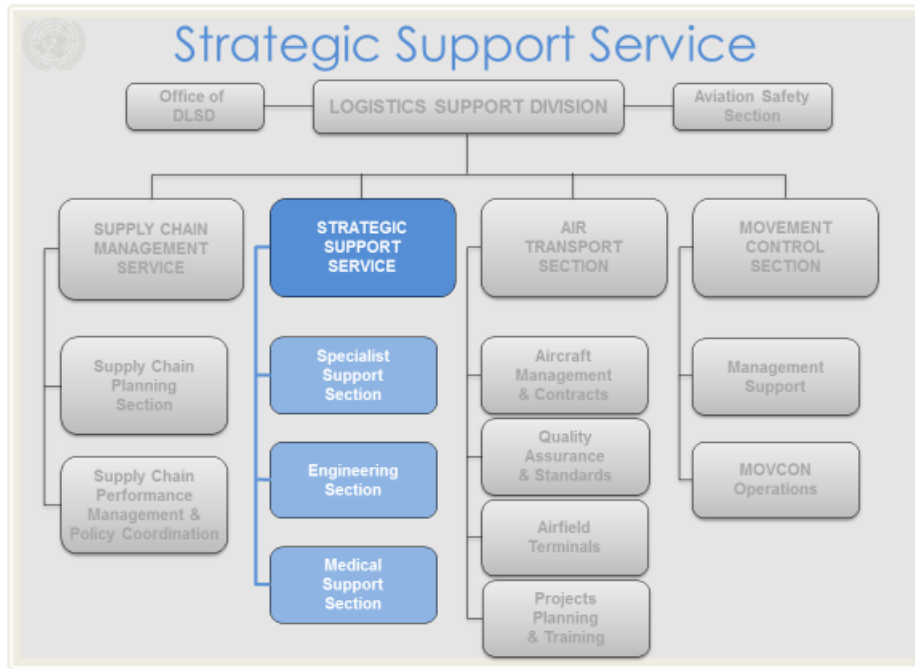 Strategic Support Service
Office of
DLSD
LOGISTICS SUPPORT DIVISION
Aviation Safety
Section
SUPPLY CHAIN
MANAGEMENT
SERVICE
STRATEGIC
SUPPORT
SERVICE
AIR
TRANSPORT
SECTION
MOVEMENT
CONTROL
SECTION
Supply Chain
Planning
Section
Supply Chain
Performance
Management &
Policy Coordination
Specialist
Support
Section
Engineering
Section
Medical
Support
Section
Aircraft
Management
& Contracts
Quality
Assurance
& Standards
Airfield
Terminals
Projects
Planning
& Training
Management
Support
MOVCON
Operations